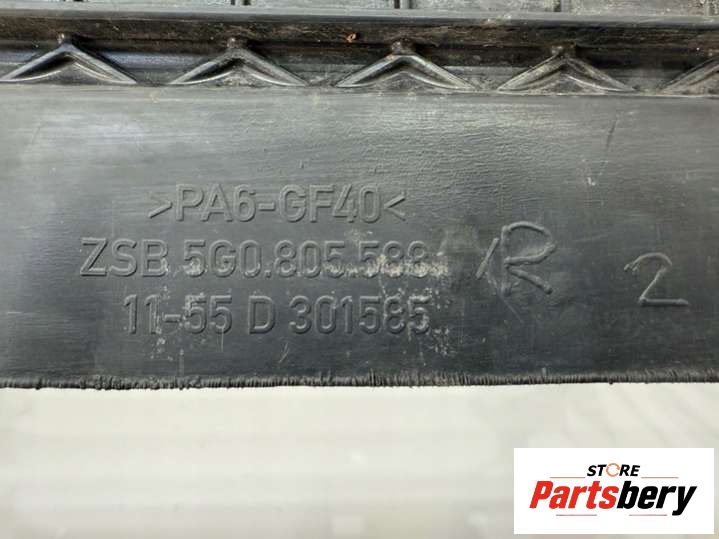 >PA6-GF40<
ZSB 5G0.805.588 R 2
11-55 D 301585
STORE
Partsbery